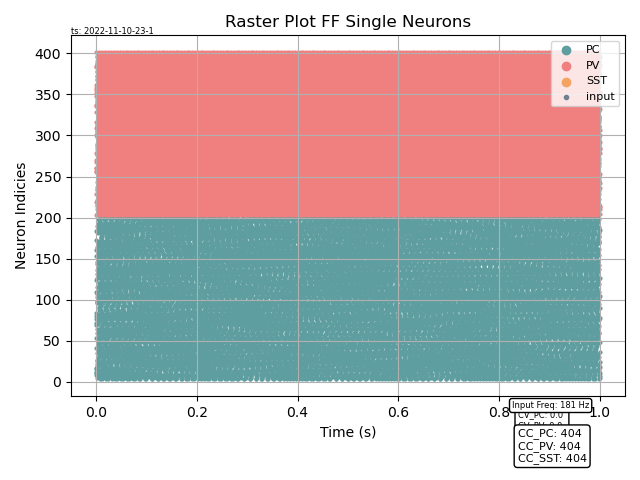 Raster Plot FF Single Neurons
ts: 2022-11-10-23-1
PC
PV
SST
input
400
350
300
250
200
150
100
50
0
Neuron Indicies
0.0 0.2 0.4 0.6 0.8 1.0
Time (s)
Input Freq: 181 Hz
CV_PC: 0.0
CC_PC: 404
CC_PV: 404
CC_SST: 404